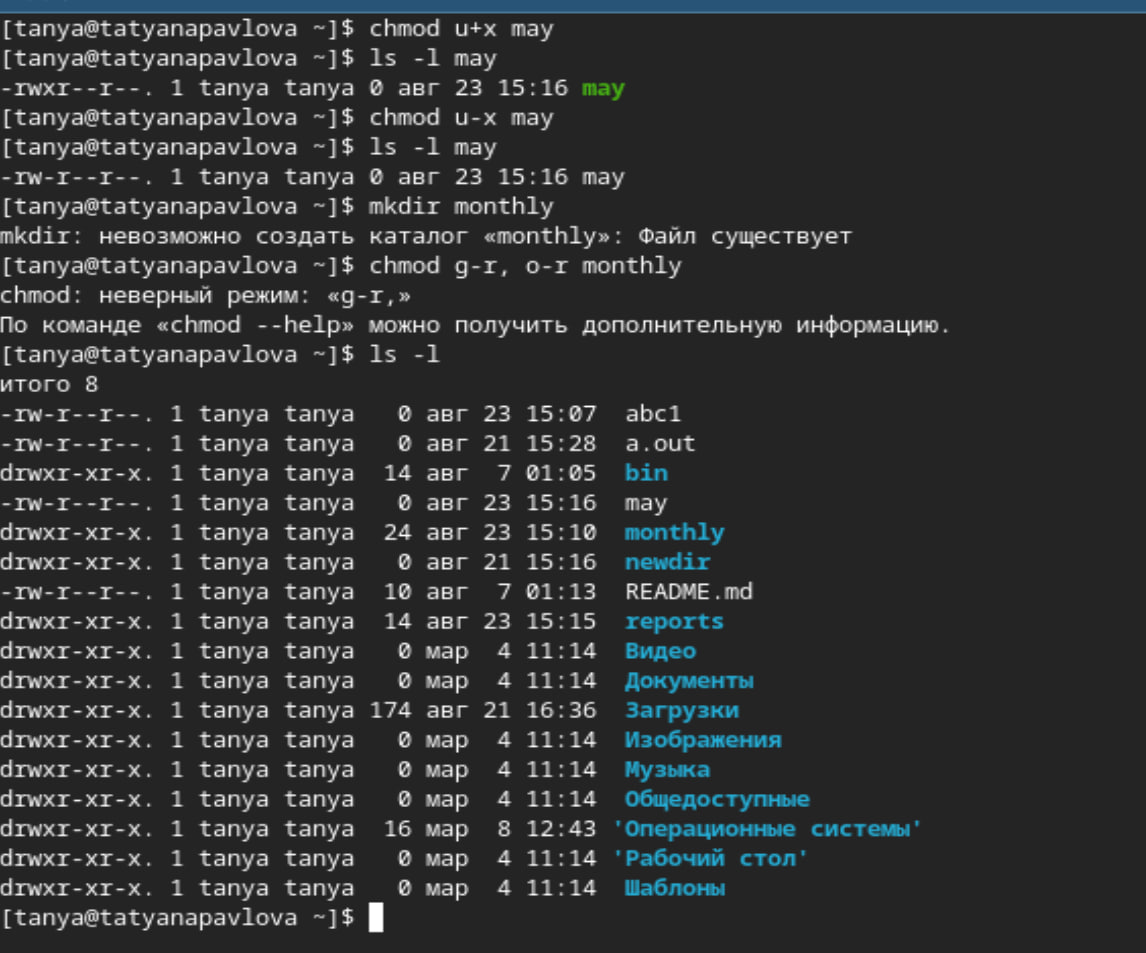 [tanya@tatyanapavlova ~]$ chmod u+x may
[tanya@tatyanapavlova ~]$ ls -l may
-rwxr--r--. 1 tanya tanya 0 авг 23 15:16 may
[tanya@tatyanapavlova ~]$ chmod u-x may
[tanya@tatyanapavlova ~]$ ls -l may
-rw-r--r--. 1 tanya tanya 0 авг 23 15:16 may
[tanya@tatyanapavlova ~]$ mkdir monthly
mkdir: невозможно создать каталог «monthly»: Файл существует
[tanya@tatyanapavlova ~]$ chmod g-r, o-r monthly
chmod: неверный режим: «g-r,»
По команде «chmod --help» можно получить дополнительную информацию.
[tanya@tatyanapavlova ~]$ ls -l
итого 8
-rw-r--r--. 1 tanya tanya   0 авг 23 15:07  abc1
-rw-r--r--. 1 tanya tanya   0 авг 21 15:28  a.out
drwxr-xr-x. 1 tanya tanya  14 авг  7 01:05  bin
-rw-r--r--. 1 tanya tanya   0 авг 23 15:16  may
drwxr-xr-x. 1 tanya tanya  24 авг 23 15:10  monthly
drwxr-xr-x. 1 tanya tanya   0 авг 21 15:16  newdir
-rw-r--r--. 1 tanya tanya  10 авг  7 01:13  README.md
drwxr-xr-x. 1 tanya tanya  14 авг 23 15:15  reports
drwxr-xr-x. 1 tanya tanya   0 мар  4 11:14  Видео
drwxr-xr-x. 1 tanya tanya   0 мар  4 11:14  Документы
drwxr-xr-x. 1 tanya tanya 174 авг 21 16:36  Загрузки
drwxr-xr-x. 1 tanya tanya   0 мар  4 11:14  Изображения
drwxr-xr-x. 1 tanya tanya   0 мар  4 11:14  Музыка
drwxr-xr-x. 1 tanya tanya   0 мар  4 11:14  Общедоступные
drwxr-xr-x. 1 tanya tanya  16 мар  8 12:43 'Операционные системы'
drwxr-xr-x. 1 tanya tanya   0 мар  4 11:14 'Рабочий стол'
drwxr-xr-x. 1 tanya tanya   0 мар  4 11:14  Шаблоны
[tanya@tatyanapavlova ~]$